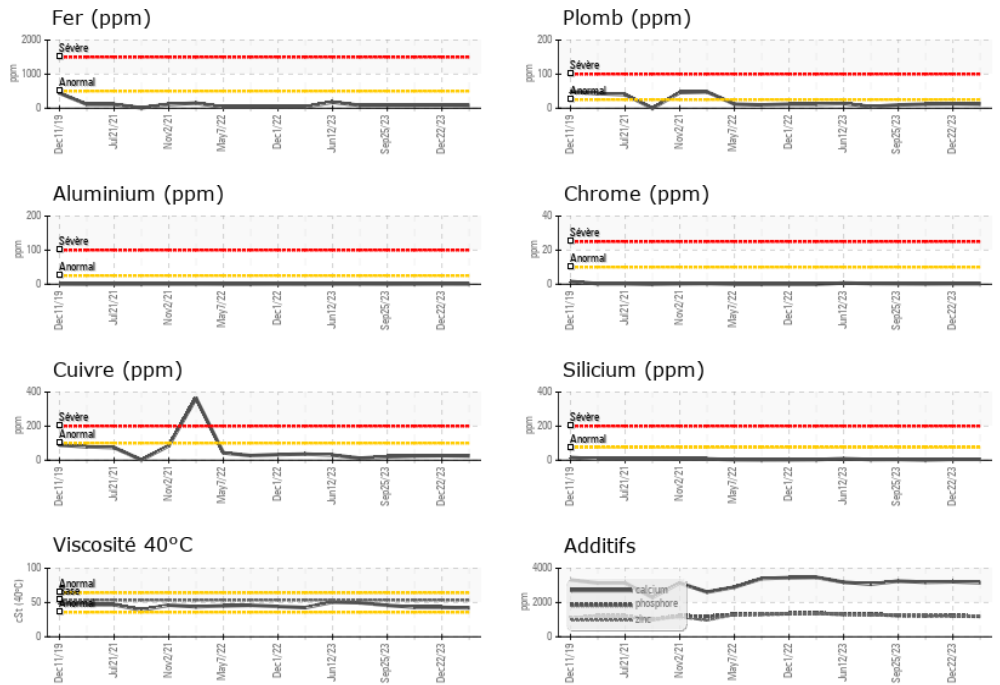 Fer (ppm)
Plomb (ppm)
2000
1000
0
ppm
Sévère
Anormal
Dec11/19
Jul21/21
Nov2/21
May7/22
Dec1/22
Jun12/23
Sep25/23
Dec22/23
200
100
0
ppm
Sévère
Anormal
Dec11/19
Jul21/21
Nov2/21
May7/22
Dec1/22
Jun12/23
Sep25/23
Dec22/23
Aluminium (ppm)
Chrome (ppm)
200
100
0
ppm
Sévère
Anormal
Dec11/19
Jul21/21
Nov2/21
May7/22
Dec1/22
Jun12/23
Sep25/23
Dec22/23
40
20
0
ppm
Sévère
Anormal
Dec11/19
Jul21/21
Nov2/21
May7/22
Dec1/22
Jun12/23
Sep25/23
Dec22/23
Cuivre (ppm)
Silicium (ppm)
400
200
0
ppm
Sévère
Anormal
Dec11/19
Jul21/21
Nov2/21
May7/22
Dec1/22
Jun12/23
Sep25/23
Dec22/23
400
200
0
ppm
Sévère
Anormal
Dec11/19
Jul21/21
Nov2/21
May7/22
Dec1/22
Jun12/23
Sep25/23
Dec22/23
Viscosité 40°C
Additifs
100
50
0
cSt (40°C)
Anormal
Base
Anormal
Dec11/19
Jul21/21
Nov2/21
May7/22
Dec1/22
Jun12/23
Sep25/23
Dec22/23
4000
2000
0
ppm
calcium
phosphore
zinc
Dec11/19
Jul21/21
Nov2/21
May7/22
Dec1/22
Jun12/23
Sep25/23
Dec22/23